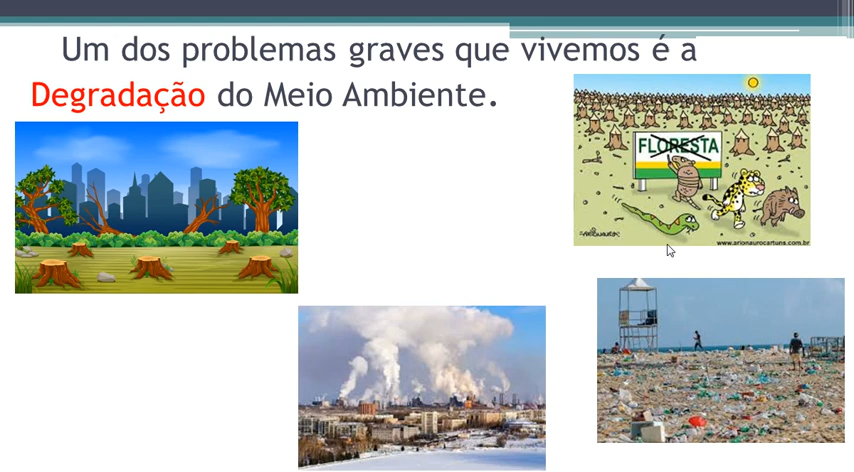 Um dos problemas graves que vivemos é a
Degradação do Meio Ambiente.
FLORESTA
www.arionaurocartuns.com.br